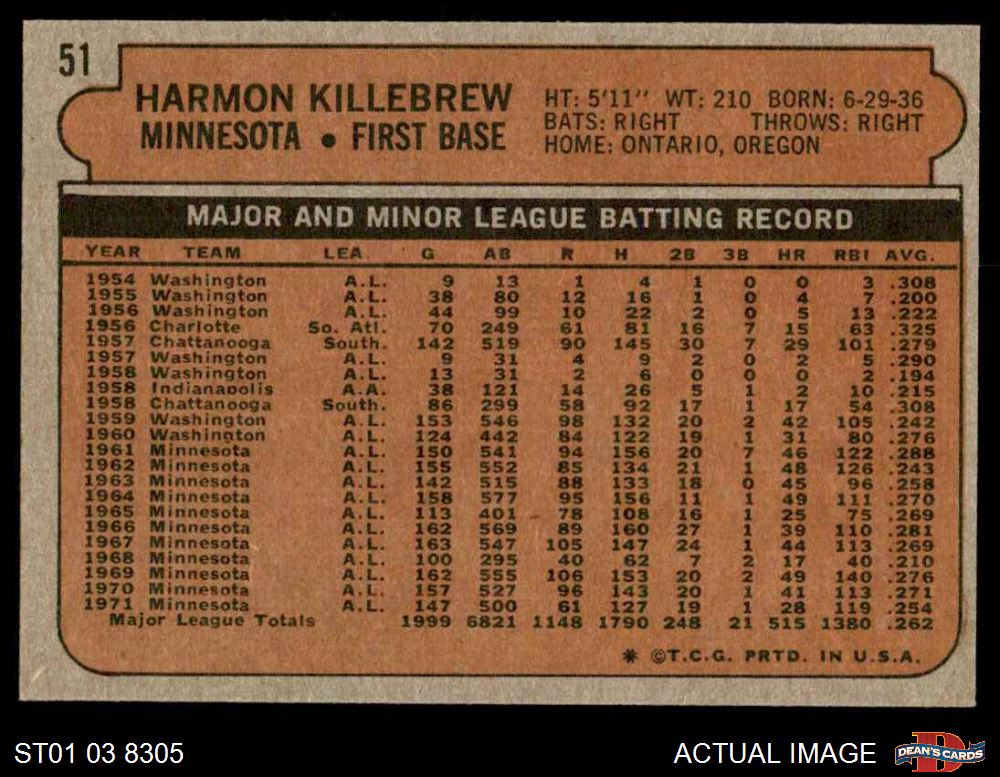 51
HARMON KILLEBREW
MINNESOTA • FIRST BASE
HT: 5'11" WT: 210 BORN: 6-29-36
BATS: RIGHT THROWS: RIGHT
HOME: ONTARIO, OREGON
MAJOR AND MINOR LEAGUE BATTING RECORD
YEAR TEAM LEA G AB R H 2B 3B HR RBI AVG.
1954 Washington A.L. 9 13 1 4 1 0 0 3 .308
1955 Washington A.L. 38 80 12 16 1 0 4 7 .200
1956 Washington A.L. 44 99 10 22 2 0 5 13 .222
1956 Charlotte So. Atl. 70 249 61 81 16 7 15 63 .325
1957 Chattanooga South. 142 519 90 145 30 7 29 101 .279
1957 Washington A.L. 9 31 4 9 2 0 2 5 .290
1958 Washington A.L. 13 31 2 6 0 0 0 2 .194
1958 Indianapolis A.A. 38 121 14 26 5 1 2 10 .215
1958 Chattanooga South. 86 299 58 92 17 1 17 54 .308
1959 Washington A.L. 153 546 98 132 20 2 42 105 .242
1960 Washington A.L. 124 442 84 122 19 1 31 80 .276
1961 Minnesota A.L. 150 541 94 156 20 7 46 122 .288
1962 Minnesota A.L. 155 552 85 134 21 1 48 126 .243
1963 Minnesota A.L. 142 515 88 133 18 0 45 96 .258
1964 Minnesota A.L. 158 577 95 156 11 1 49 111 .270
1965 Minnesota A.L. 113 401 78 108 16 1 25 75 .269
1966 Minnesota A.L. 162 569 89 160 27 1 39 110 .281
1967 Minnesota A.L. 163 547 105 147 24 1 44 113 .269
1968 Minnesota A.L. 100 295 40 62 7 2 17 40 .210
1969 Minnesota A.L. 162 555 106 153 20 2 49 140 .276
1970 Minnesota A.L. 157 527 96 143 20 1 41 113 .271
1971 Minnesota A.L. 147 500 61 127 19 1 28 119 .254
Major League Totals 1999 6821 1148 1790 248 21 515 1380 .262
* ©T.C.G. PRTD. IN U.S.A.
ST01 03 8305
ACTUAL IMAGE
D
DEAN'S CARDS